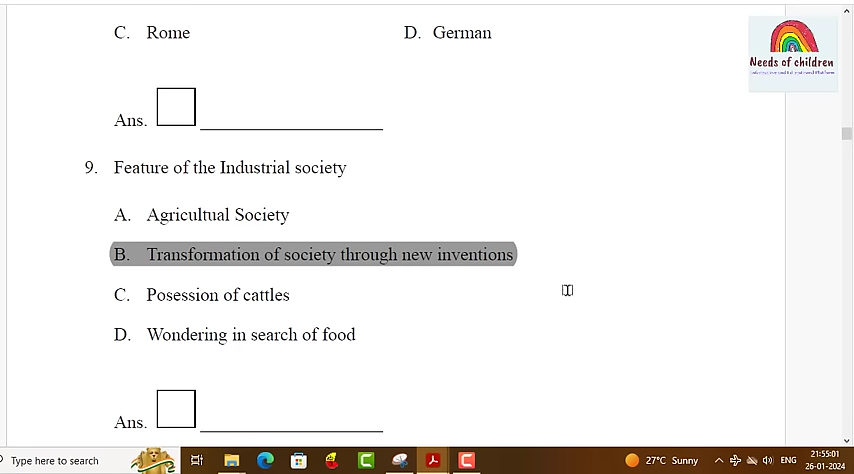 C. Rome D. German
Needs of children
Ans.
9. Feature of the Industrial society
A. Agricultual Society
B. Transformation of society through new inventions
C. Posession of cattles
D. Wondering in search of food
Ans.
Type here to search
27°C Sunny
ENG
21:55:01
26-01-2024